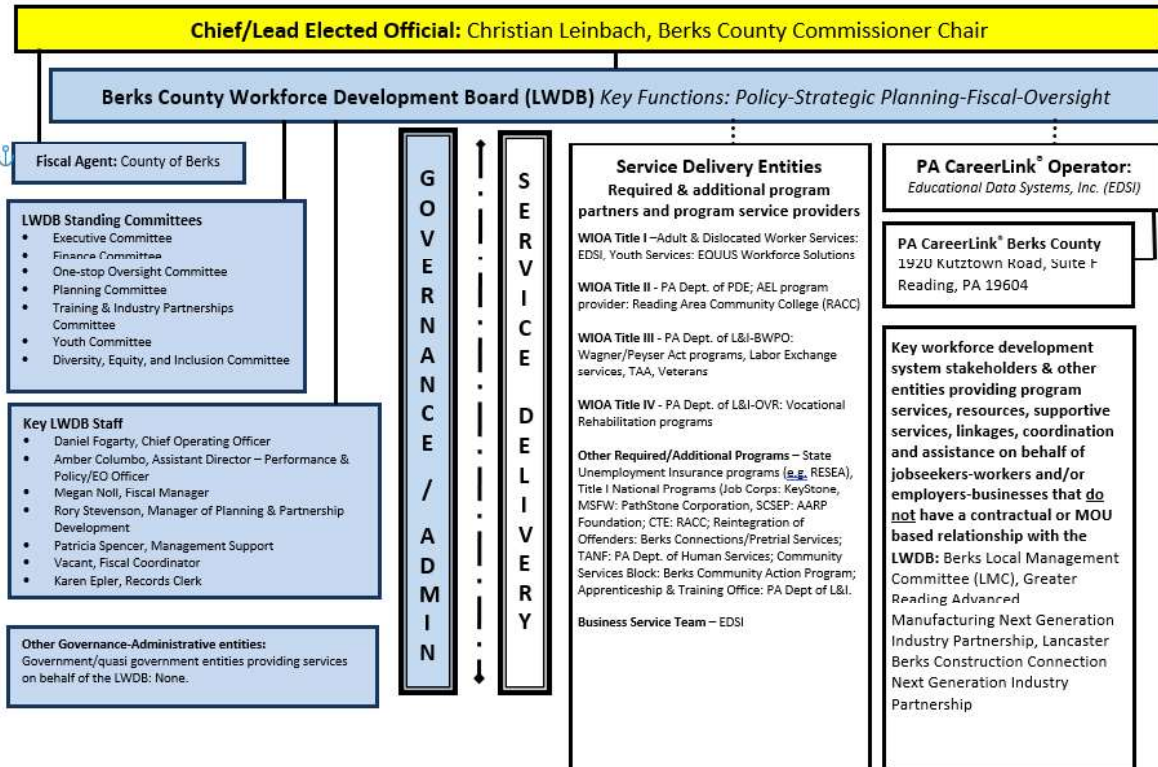 Chief/Lead Elected Official: Christian Leinbach, Berks County Commissioner Chair
Berks County Workforce Development Board (LWDB) Key Functions: Policy-Strategic Planning-Fiscal-Oversight
Fiscal Agent: County of Berks
LWDB Standing Committees
• Executive Committee
• Finance Committee
• One-stop Oversight Committee
• Planning Committee
• Training & Industry Partnerships
Committee
• Youth Committee
• Diversity, Equity, and Inclusion Committee
Key LWDB Staff
• Daniel Fogarty, Chief Operating Officer
• Amber Columbo, Assistant Director – Performance &
Policy/EO Officer
• Megan Noll, Fiscal Manager
• Rory Stevenson, Manager of Planning & Partnership
Development
• Patricia Spencer, Management Support
• Vacant, Fiscal Coordinator
• Karen Epler, Records Clerk
Other Governance-Administrative entities:
Government/quasi government entities providing services
on behalf of the LWDB: None.
GOVERNANCE / ADMIN
SERVICE DELIVERY
Service Delivery Entities
Required & additional program
partners and program service providers
WIOA Title I –Adult & Dislocated Worker Services:
EDSI, Youth Services: EQUUS Workforce Solutions
WIOA Title II - PA Dept. of PDE; AEL program
provider: Reading Area Community College (RACC)
WIOA Title III - PA Dept. of L&I-BWPO:
Wagner/Peyser Act programs, Labor Exchange
services, TAA, Veterans
WIOA Title IV - PA Dept. of L&I-OVR: Vocational
Rehabilitation programs
Other Required/Additional Programs – State
Unemployment Insurance programs (e.g. RESEA),
Title I National Programs (Job Corps: KeyStone,
MSFW: PathStone Corporation, SCSEP: AARP
Foundation; CTE: RACC; Reintegration of
Offenders: Berks Connections/Pretrial Services;
TANF: PA Dept. of Human Services; Community
Services Block: Berks Community Action Program;
Apprenticeship & Training Office: PA Dept of L&I.
Business Service Team – EDSI
PA CareerLink® Operator:
Educational Data Systems, Inc. (EDSI)
PA CareerLink® Berks County
1920 Kutztown Road, Suite F
Reading, PA 19604
Key workforce development
system stakeholders & other
entities providing program
services, resources, supportive
services, linkages, coordination
and assistance on behalf of
jobseekers-workers and/or
employers-businesses that do
not have a contractual or MOU
based relationship with the
LWDB: Berks Local Management
Committee (LMC), Greater
Reading Advanced
Manufacturing Next Generation
Industry Partnership, Lancaster
Berks Construction Connection
Next Generation Industry
Partnership